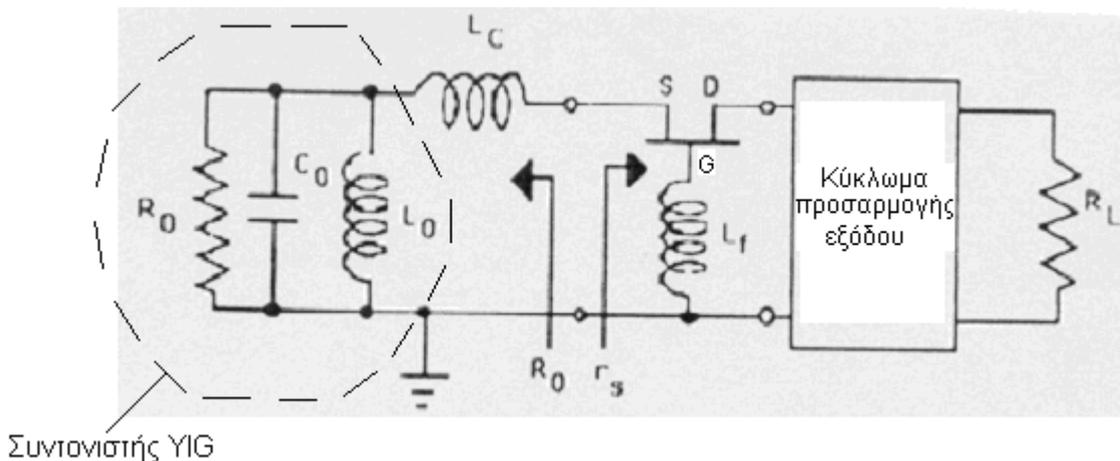 L_C
S D
G
C_0
R_0
L_0
L_f
Κύκλωμα
προσαρμογής
εξόδου
R_L
R_0
r_s
Συντονιστής YIG